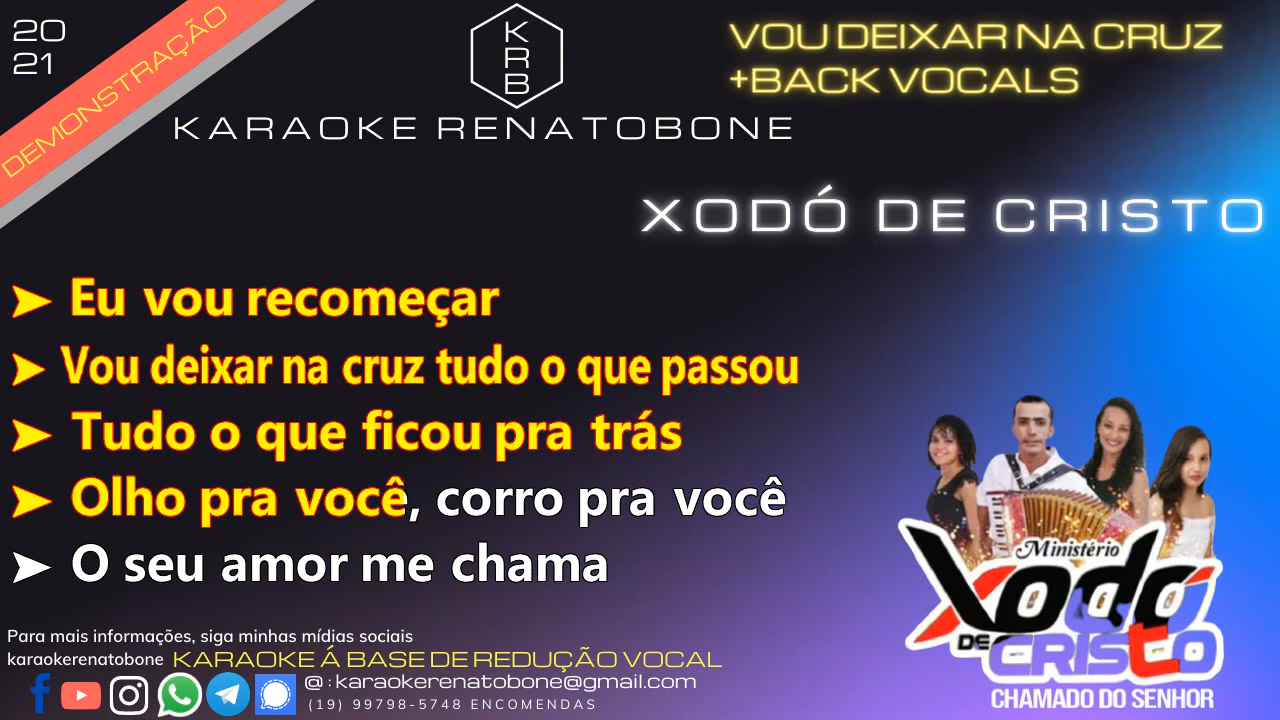 20
21
DEMONSTRAÇÃO
K
R
B
KARAOKE RENATOBONE
VOU DEIXAR NA CRUZ
+BACK VOCALS
XODÓ DE CRISTO
➤ Eu vou recomeçar
➤ Vou deixar na cruz tudo o que passou
➤ Tudo o que ficou pra trás
➤ Olho pra você, corro pra você
➤ O seu amor me chama
Ministério
Xodó
DE CRISTO
CHAMADO DO SENHOR
Para mais informações, siga minhas mídias sociais
karaokerenatobone KARAOKE Á BASE DE REDUÇÃO VOCAL
@:karaokerenatobone@gmail.com
(19) 99798-5748 ENCOMENDAS